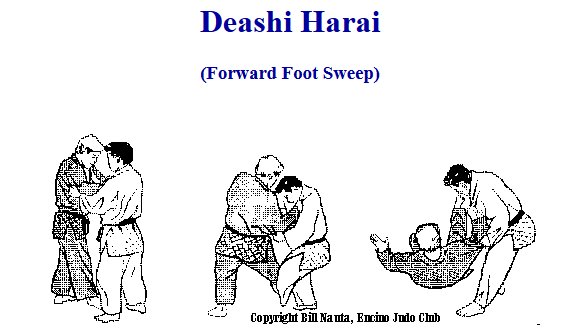 Deashi Harai
(Forward Foot Sweep)
Copyright Bill Nauta, Encino Judo Club